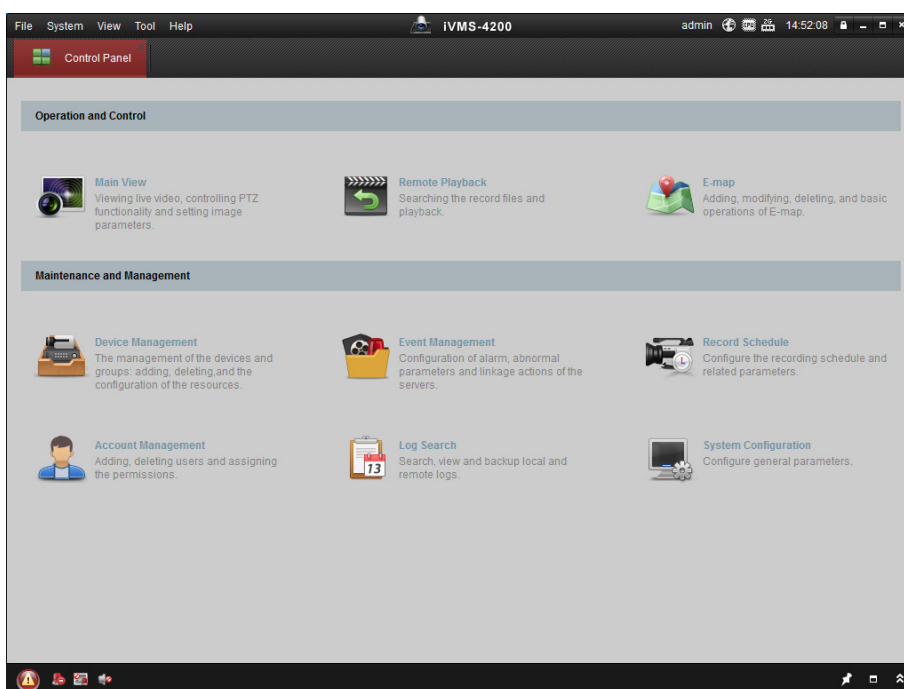 File System View Tool Help iVMS-4200 admin 14:52:08
Control Panel
Operation and Control
Main View
Viewing live video, controlling PTZ
functionality and setting image
parameters.
Remote Playback
Searching the record files and
playback.
E-map
Adding, modifying, deleting, and basic
operations of E-map.
Maintenance and Management
Device Management
The management of the devices and
groups: adding, deleting,and the
configuration of the resources.
Event Management
Configuration of alarm, abnormal
parameters and linkage actions of the
servers.
Record Schedule
Configure the recording schedule and
related parameters.
Account Management
Adding, deleting users and assigning
the permissions.
13
Log Search
Search, view and backup local and
remote logs.
System Configuration
Configure general parameters.